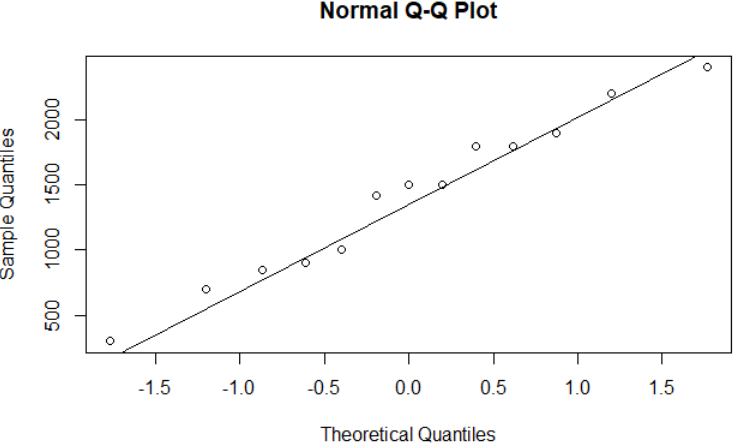 Normal Q-Q Plot
2000
1500
1000
500
Sample Quantiles
-1.5 -1.0 -0.5 0.0 0.5 1.0 1.5
Theoretical Quantiles